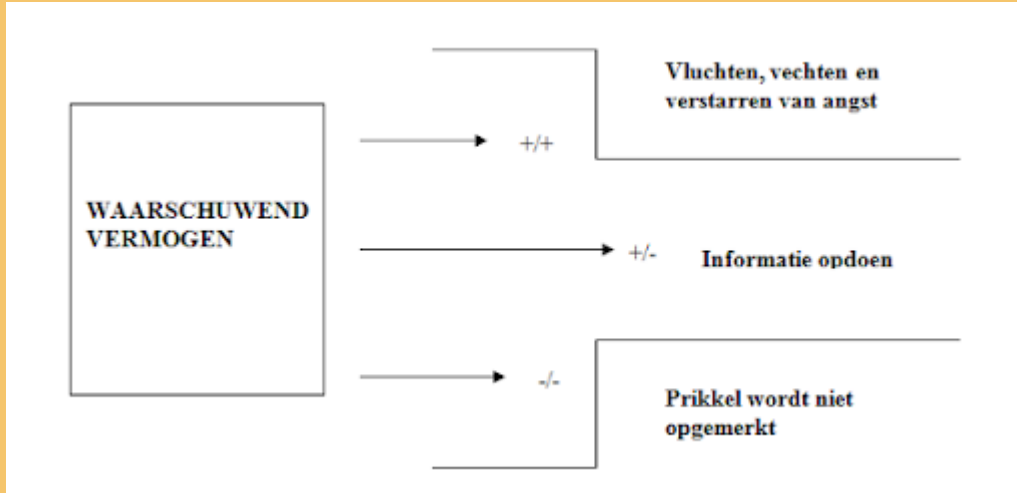 WAARSCHUWEND
VERMOGEN
+/+
Vluchten, vechten en
verstarren van angst
+/-
Informatie opdoen
-/-
Prikkel wordt niet
opgemerkt